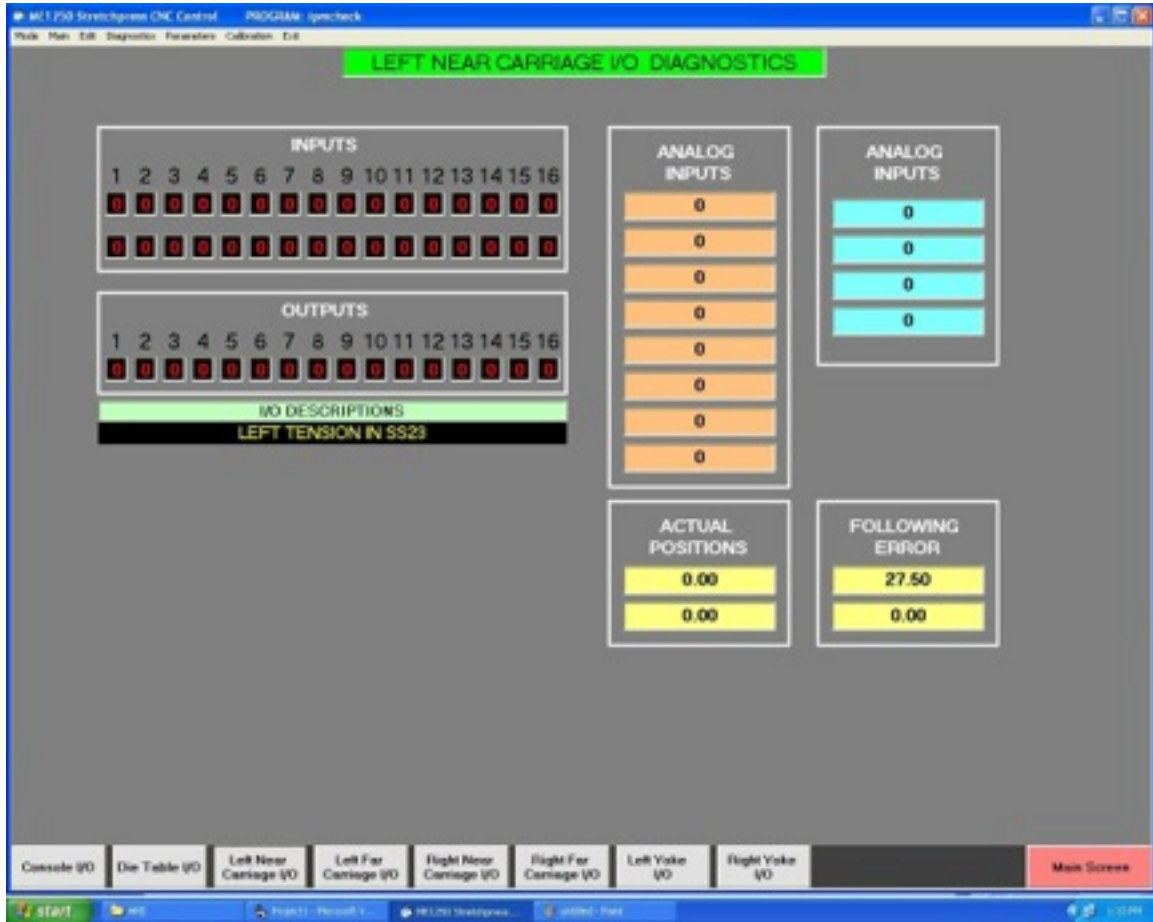 ME1250 Stretchpress CNC Control PROGRAM: ipmcheck
Mode Main Edit Diagnostics Parameters Calibration Exit
LEFT NEAR CARRIAGE I/O DIAGNOSTICS
INPUTS
1 2 3 4 5 6 7 8 9 10 11 12 13 14 15 16
0 0 0 0 0 0 0 0 0 0 0 0 0 0 0 0
0 0 0 0 0 0 0 0 0 0 0 0 0 0 0 0
OUTPUTS
1 2 3 4 5 6 7 8 9 10 11 12 13 14 15 16
0 0 0 0 0 0 0 0 0 0 0 0 0 0 0 0
I/O DESCRIPTIONS
LEFT TENSION IN SS23
ANALOG
INPUTS
0
0
0
0
0
0
0
0
ANALOG
INPUTS
0
0
0
0
ACTUAL
POSITIONS
0.00
0.00
FOLLOWING
ERROR
27.50
0.00
Console I/O
Die Table I/O
Left Near
Carriage I/O
Left Far
Carriage I/O
Right Near
Carriage I/O
Right Far
Carriage I/O
Left Yoke
I/O
Right Yoke
I/O
Main Screen
start
Project1 - Microsoft V...
ME1250 Stretchpress...
untitled - Paint